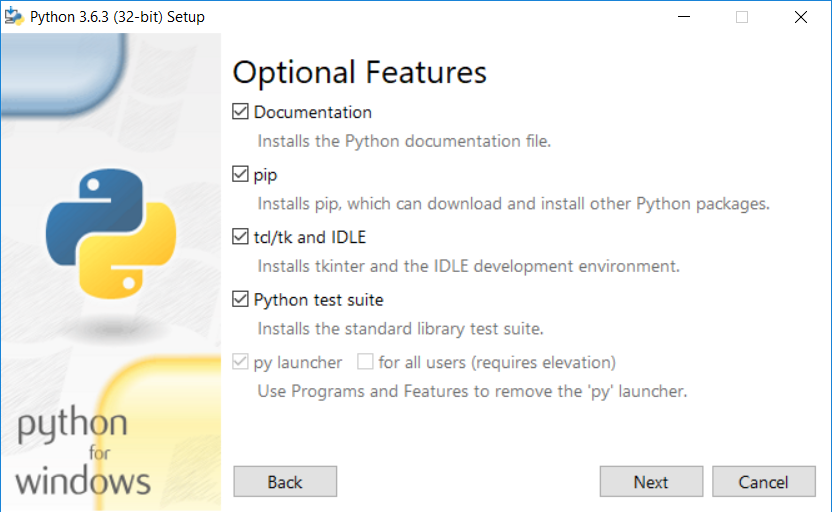 Python 3.6.3 (32-bit) Setup
Optional Features
Documentation
Installs the Python documentation file.
pip
Installs pip, which can download and install other Python packages.
tcl/tk and IDLE
Installs tkinter and the IDLE development environment.
Python test suite
Installs the standard library test suite.
py launcher for all users (requires elevation)
Use Programs and Features to remove the 'py' launcher.
python
for
windows
Back Next Cancel